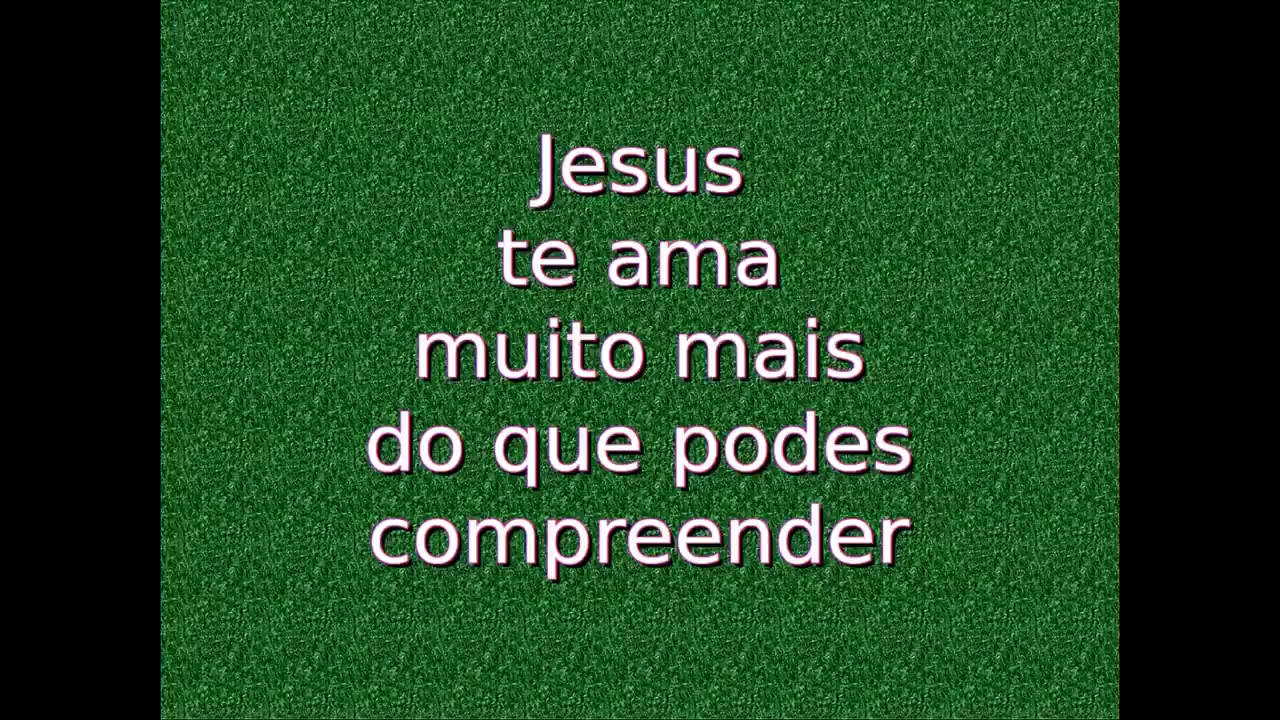 Jesus
te ama
muito mais
do que podes
compreender